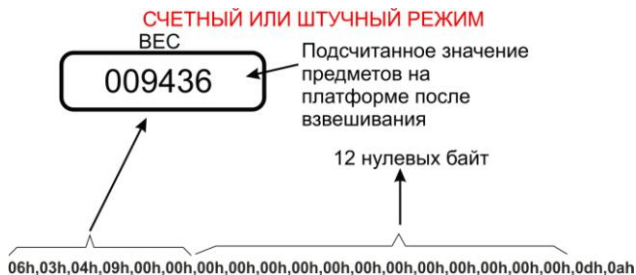 СЧЕТНЫЙ ИЛИ ШТУЧНЫЙ РЕЖИМ
ВЕС
009436
Подсчитанное значение
предметов на
платформе после
взвешивания
12 нулевых байт
06h,03h,04h,09h,00h,00h,00h,00h,00h,00h,00h,00h,00h,00h,00h,00h,00h,00h,0dh,0ah